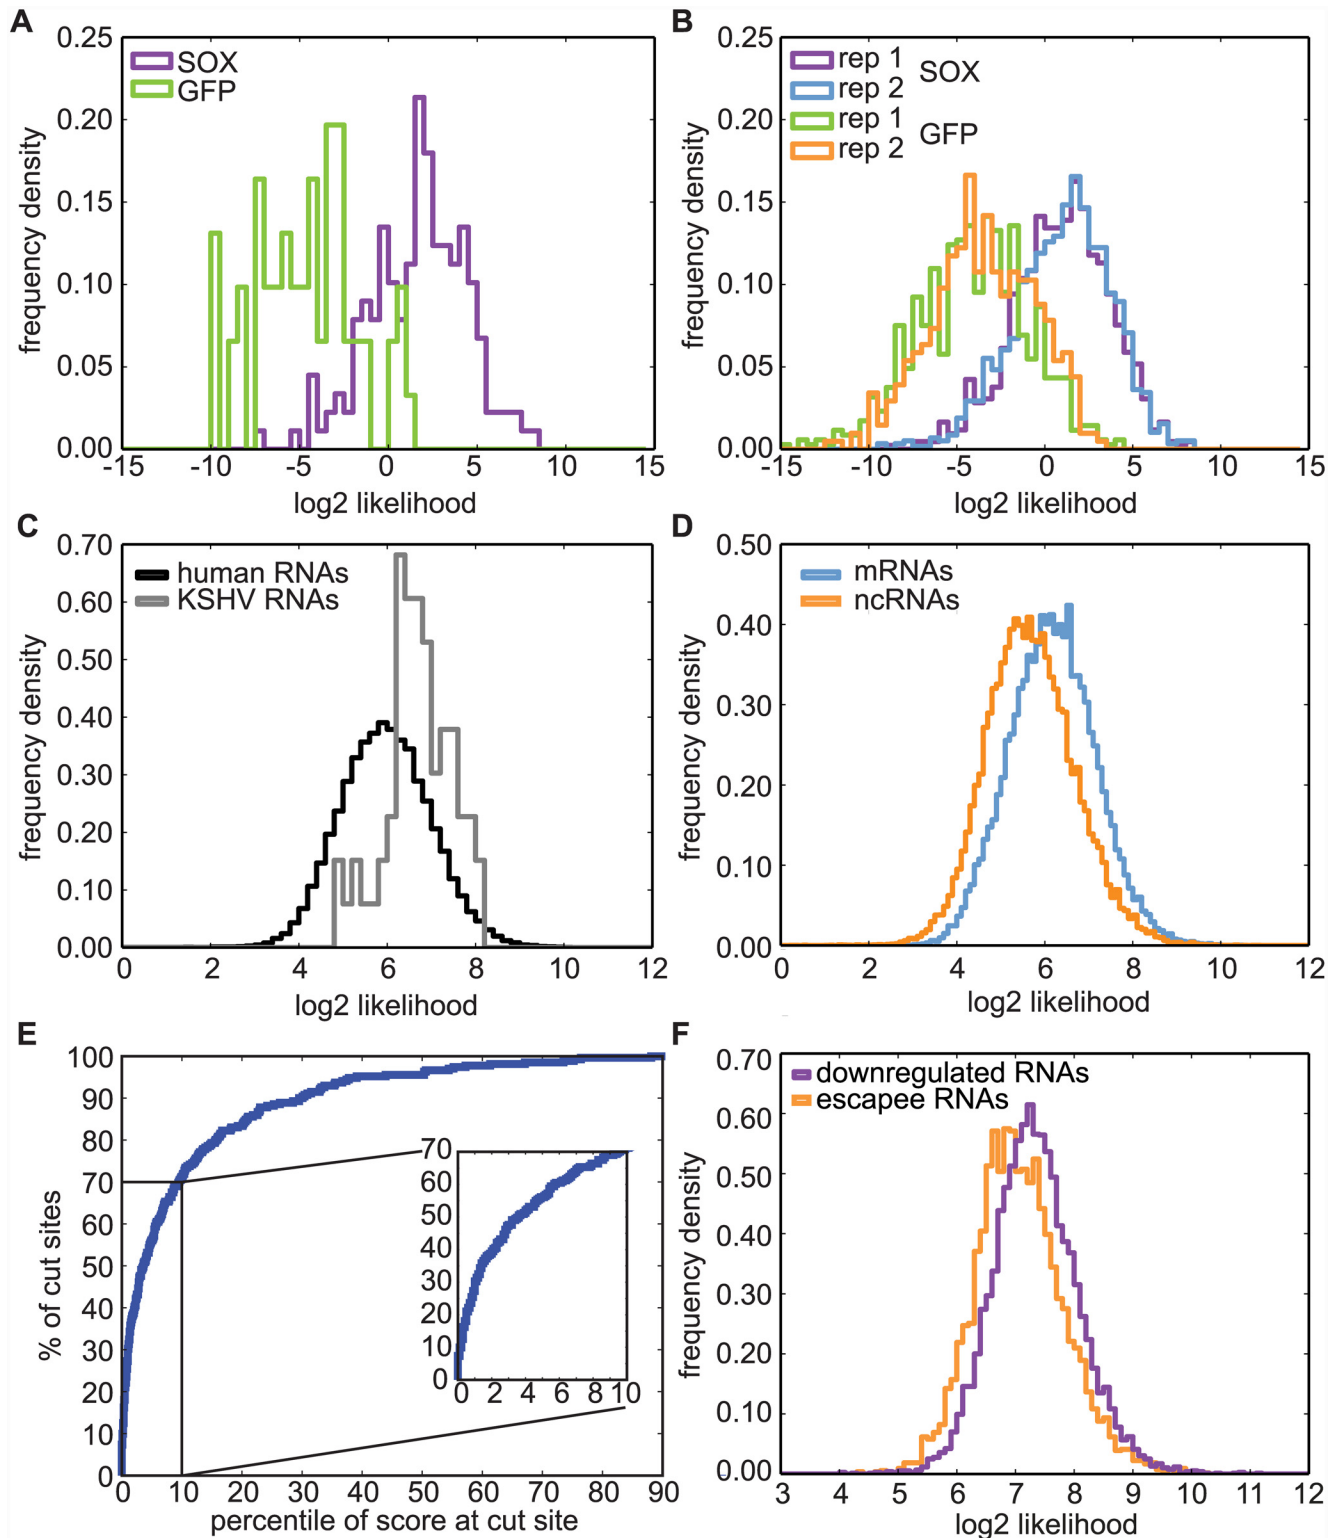 A
0.25
0.20
0.15
0.10
0.05
0.00
frequency density
SOX
GFP
-15 -10 -5 0 5 10 15
log2 likelihood
B
0.25
0.20
0.15
0.10
0.05
0.00
frequency density
rep 1 SOX
rep 2
rep 1 GFP
rep 2
-15 -10 -5 0 5 10 15
log2 likelihood
C
0.70
0.60
0.50
0.40
0.30
0.20
0.10
0.00
frequency density
human RNAs
KSHV RNAs
0 2 4 6 8 10 12
log2 likelihood
D
0.50
0.40
0.30
0.20
0.10
0.00
frequency density
mRNAs
ncRNAs
0 2 4 6 8 10 12
log2 likelihood
E
100
90
80
70
60
50
40
30
20
10
0
% of cut sites
70
60
50
40
30
20
10
0
0 2 4 6 8 10
0 10 20 30 40 50 60 70 80 90
percentile of score at cut site
F
0.70
0.60
0.50
0.40
0.30
0.20
0.10
0.00
frequency density
downregulated RNAs
escapee RNAs
3 4 5 6 7 8 9 10 11 12
log2 likelihood